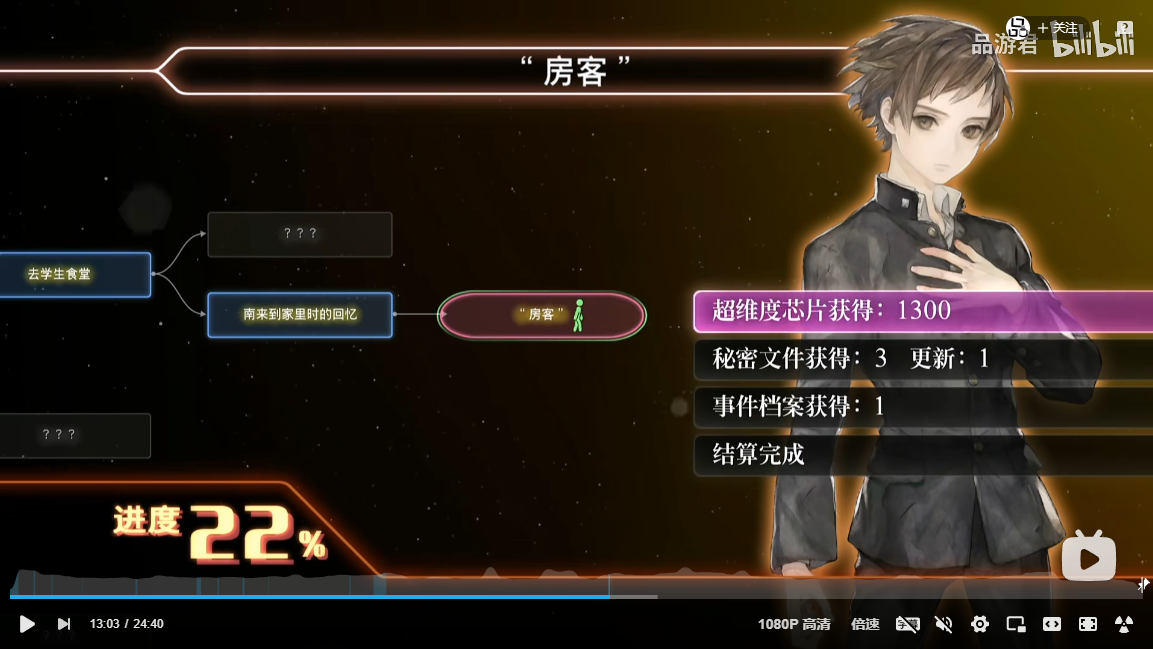 + 关注
品游君 bilibili
“房客”
? ? ?
去学生食堂
南来到家里时的回忆
“房客”
超维度芯片获得：1300
秘密文件获得：3 更新：1
事件档案获得：1
结算完成
? ? ?
进度 22%
13:03 / 24:40
1080P 高清
倍速